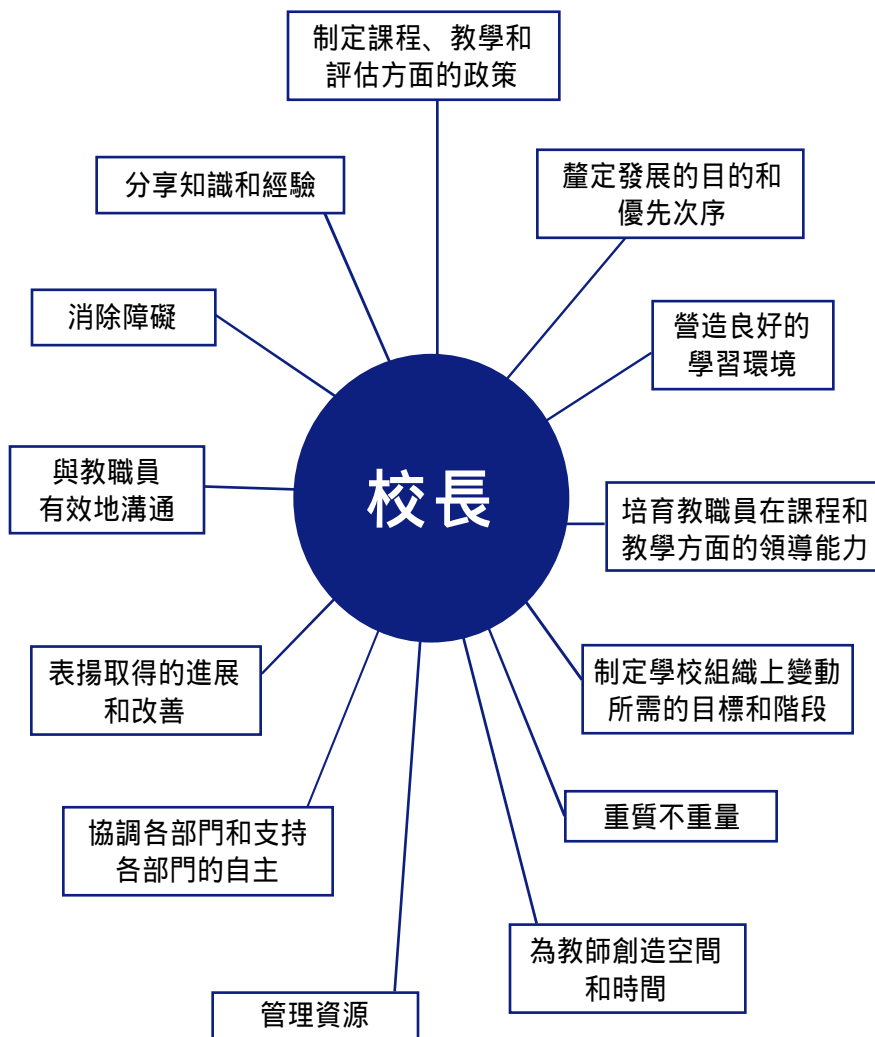 制定課程、教學和
評估方面的政策
分享知識和經驗
釐定發展的目的和
優先次序
消除障礙
營造良好的
學習環境
與教職員
有效地溝通
校長
培育教職員在課程和
教學方面的領導能力
表揚取得的進展
和改善
制定學校組織上變動
所需的目標和階段
重質不重量
協調各部門和支持
各部門的自主
為教師創造空間
和時間
管理資源